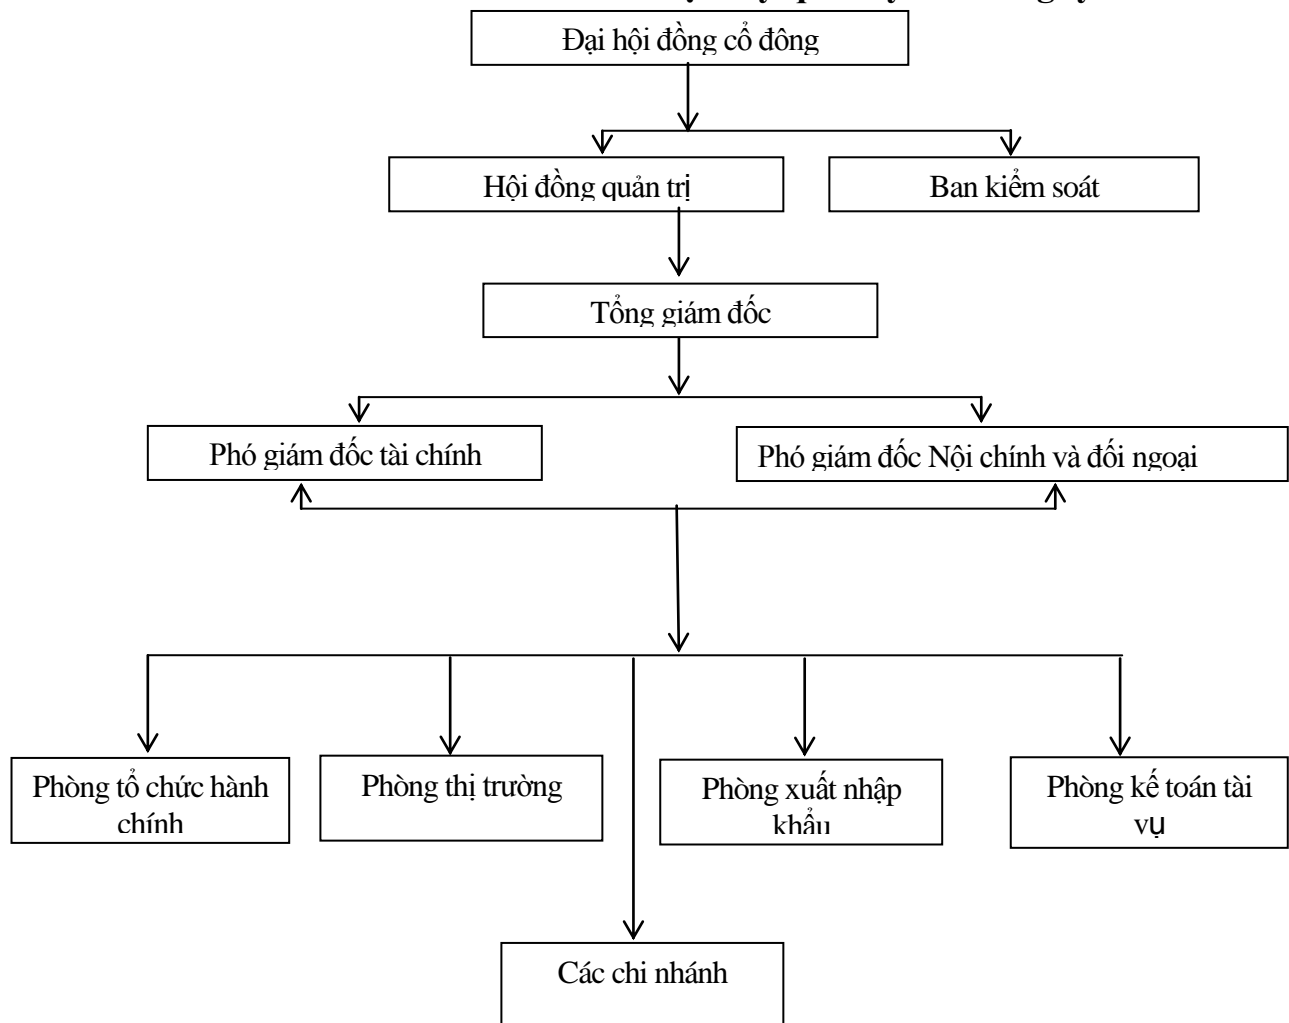 Đại hội đồng cổ đông
Hội đồng quản trị
Ban kiểm soát
Tổng giám đốc
Phó giám đốc tài chính
Phó giám đốc Nội chính và đối ngoại
Phòng tổ chức hành
chính
Phòng thị trường
Phòng xuất nhập
khẩu
Phòng kế toán tài
vụ
Các chi nhánh